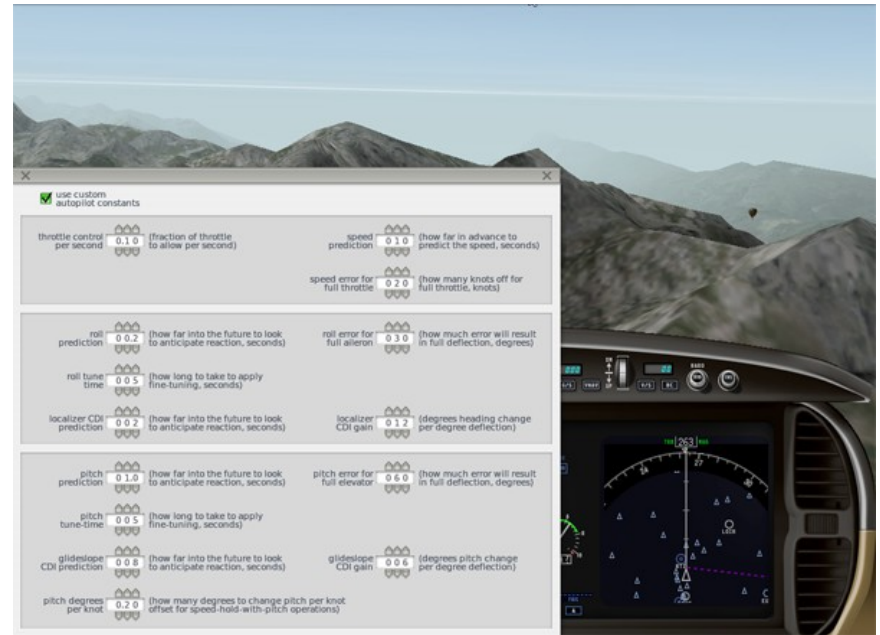 use custom
autopilot constants
throttle control
per second
0.1 0
(fraction of throttle
to allow per second)
speed
prediction
0 1 0
(how far in advance to
predict the speed, seconds)
speed error for
full throttle
0 2 0
(how many knots off for
full throttle, knots)
roll
prediction
0 0.2
(how far into the future to look
to anticipate reaction, seconds)
roll error for
full aileron
0 3 0
(how much error will result
in full deflection, degrees)
roll tune
time
0 0 5
(how long to take to apply
fine-tuning, seconds)
localizer CDI
prediction
0 0 2
(how far into the future to look
to anticipate reaction, seconds)
localizer
CDI gain
0 1 2
(degrees heading change
per degree deflection)
pitch
prediction
0 1.0
(how far into the future to look
to anticipate reaction, seconds)
pitch error for
full elevator
0 6 0
(how much error will result
in full deflection, degrees)
pitch
tune-time
0 0 5
(how long to take to apply
fine-tuning, seconds)
glideslope
CDI prediction
0 0 8
(how far into the future to look
to anticipate reaction, seconds)
glideslope
CDI gain
0 0 6
(degrees pitch change
per degree deflection)
pitch degrees
per knot
0.2 0
(how many degrees to change pitch per knot
offset for speed-hold-with-pitch operations)
DN
UP
VNAV
V/S
BC
BARO
263
24
27
30